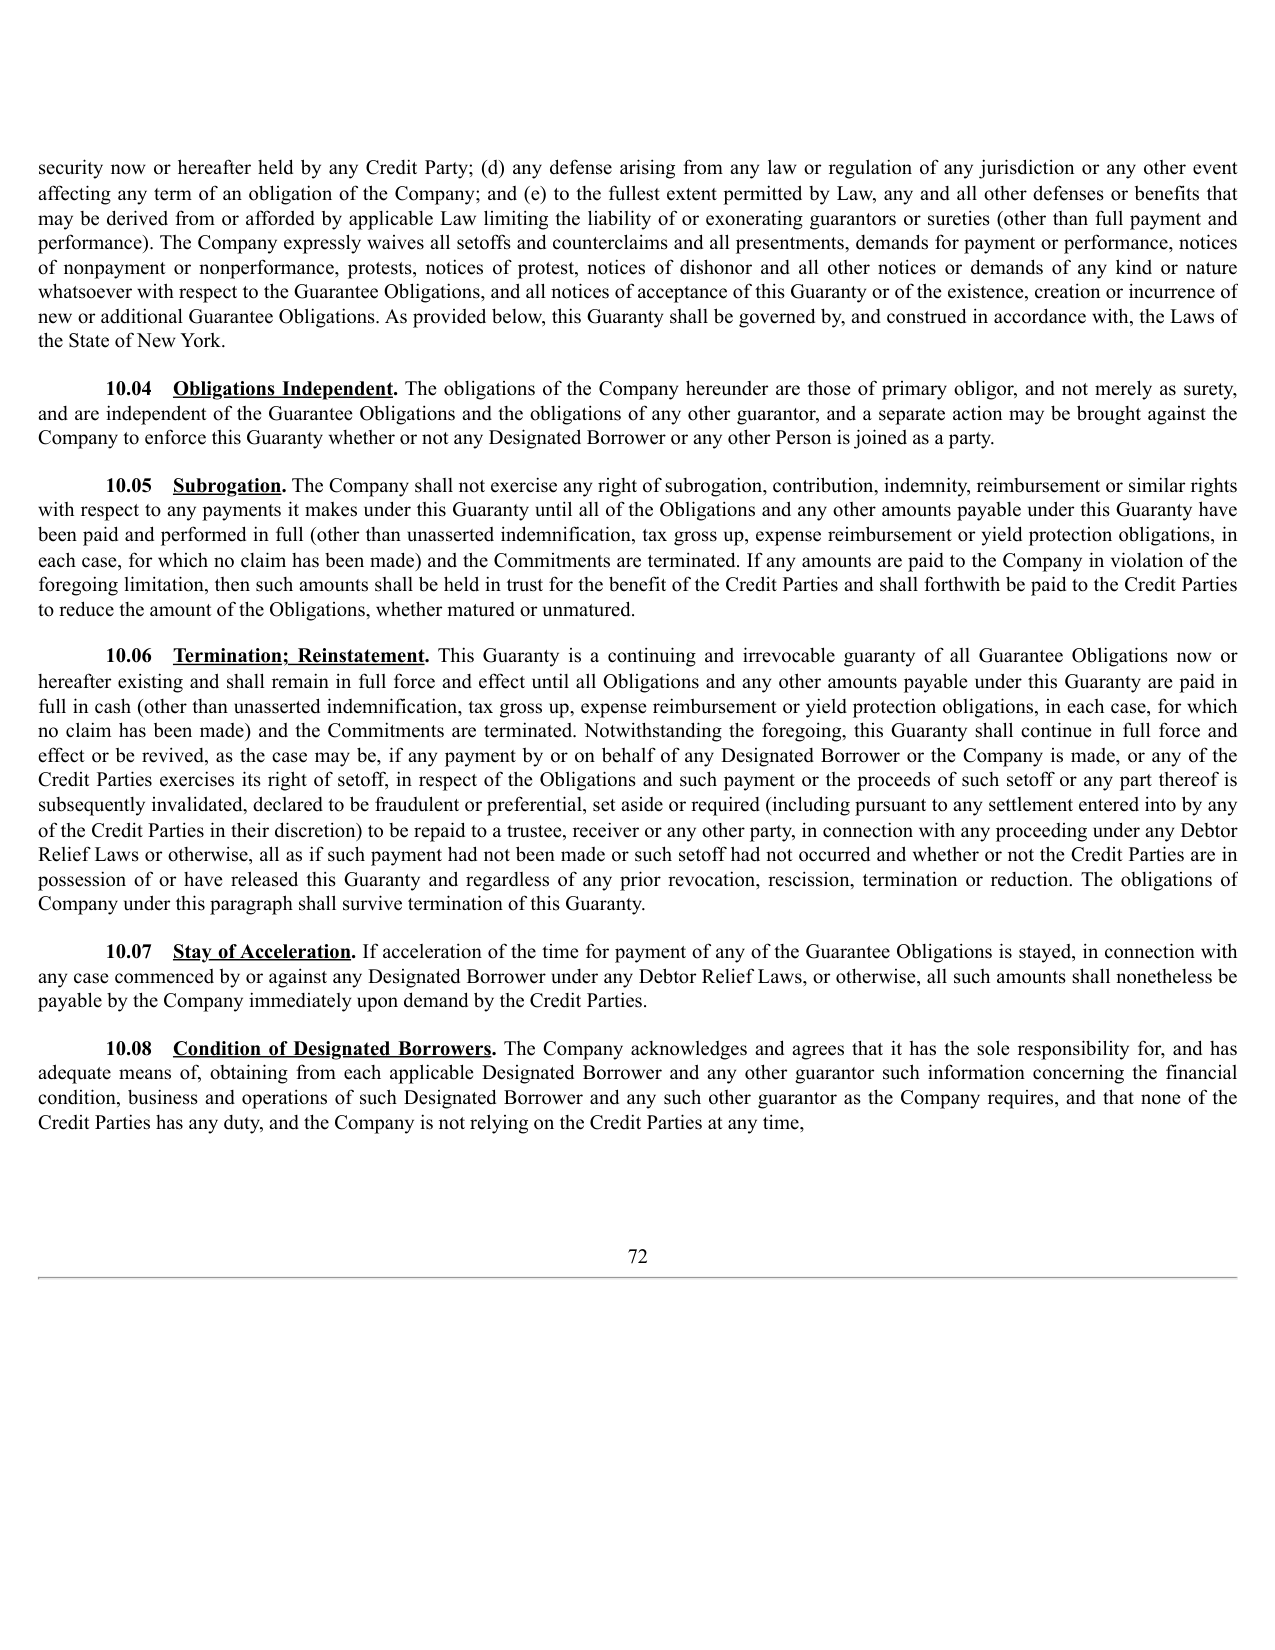 security now or hereafter held by any Credit Party; (d) any defense arising from any law or regulation of any jurisdiction or any other event
affecting any term of an obligation of the Company; and (e) to the fullest extent permitted by Law, any and all other defenses or benefits that
may be derived from or afforded by applicable Law limiting the liability of or exonerating guarantors or sureties (other than full payment and
performance). The Company expressly waives all setoffs and counterclaims and all presentments, demands for payment or performance, notices
of nonpayment or nonperformance, protests, notices of protest, notices of dishonor and all other notices or demands of any kind or nature
whatsoever with respect to the Guarantee Obligations, and all notices of acceptance of this Guaranty or of the existence, creation or incurrence of
new or additional Guarantee Obligations. As provided below, this Guaranty shall be governed by, and construed in accordance with, the Laws of
the State of New York.
10.04 Obligations Independent. The obligations of the Company hereunder are those of primary obligor, and not merely as surety,
and are independent of the Guarantee Obligations and the obligations of any other guarantor, and a separate action may be brought against the
Company to enforce this Guaranty whether or not any Designated Borrower or any other Person is joined as a party.
10.05 Subrogation. The Company shall not exercise any right of subrogation, contribution, indemnity, reimbursement or similar rights
with respect to any payments it makes under this Guaranty until all of the Obligations and any other amounts payable under this Guaranty have
been paid and performed in full (other than unasserted indemnification, tax gross up, expense reimbursement or yield protection obligations, in
each case, for which no claim has been made) and the Commitments are terminated. If any amounts are paid to the Company in violation of the
foregoing limitation, then such amounts shall be held in trust for the benefit of the Credit Parties and shall forthwith be paid to the Credit Parties
to reduce the amount of the Obligations, whether matured or unmatured.
10.06 Termination; Reinstatement. This Guaranty is a continuing and irrevocable guaranty of all Guarantee Obligations now or
hereafter existing and shall remain in full force and effect until all Obligations and any other amounts payable under this Guaranty are paid in
full in cash (other than unasserted indemnification, tax gross up, expense reimbursement or yield protection obligations, in each case, for which
no claim has been made) and the Commitments are terminated. Notwithstanding the foregoing, this Guaranty shall continue in full force and
effect or be revived, as the case may be, if any payment by or on behalf of any Designated Borrower or the Company is made, or any of the
Credit Parties exercises its right of setoff, in respect of the Obligations and such payment or the proceeds of such setoff or any part thereof is
subsequently invalidated, declared to be fraudulent or preferential, set aside or required (including pursuant to any settlement entered into by any
of the Credit Parties in their discretion) to be repaid to a trustee, receiver or any other party, in connection with any proceeding under any Debtor
Relief Laws or otherwise, all as if such payment had not been made or such setoff had not occurred and whether or not the Credit Parties are in
possession of or have released this Guaranty and regardless of any prior revocation, rescission, termination or reduction. The obligations of
Company under this paragraph shall survive termination of this Guaranty.
10.07 Stay of Acceleration. If acceleration of the time for payment of any of the Guarantee Obligations is stayed, in connection with
any case commenced by or against any Designated Borrower under any Debtor Relief Laws, or otherwise, all such amounts shall nonetheless be
payable by the Company immediately upon demand by the Credit Parties.
10.08 Condition of Designated Borrowers. The Company acknowledges and agrees that it has the sole responsibility for, and has
adequate means of, obtaining from each applicable Designated Borrower and any other guarantor such information concerning the financial
condition, business and operations of such Designated Borrower and any such other guarantor as the Company requires, and that none of the
Credit Parties has any duty, and the Company is not relying on the Credit Parties at any time,
72